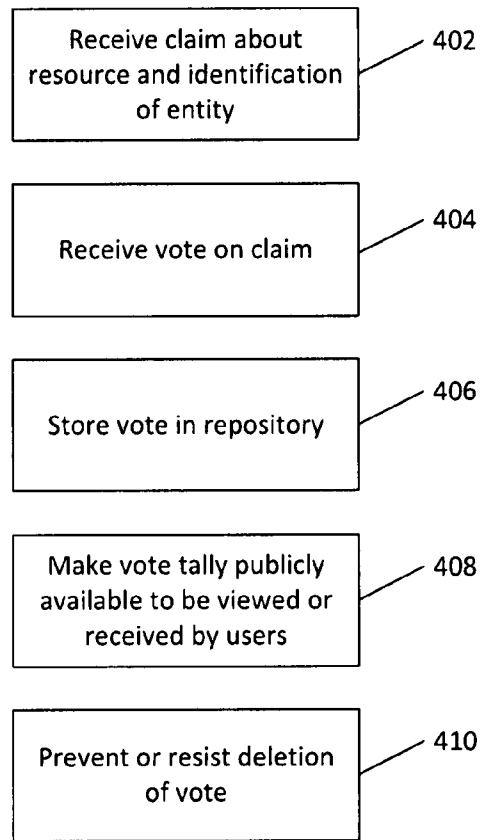 Receive claim about
resource and identification
of entity
402
Receive vote on claim
404
Store vote in repository
406
Make vote tally publicly
available to be viewed or
received by users
408
Prevent or resist deletion
of vote
410